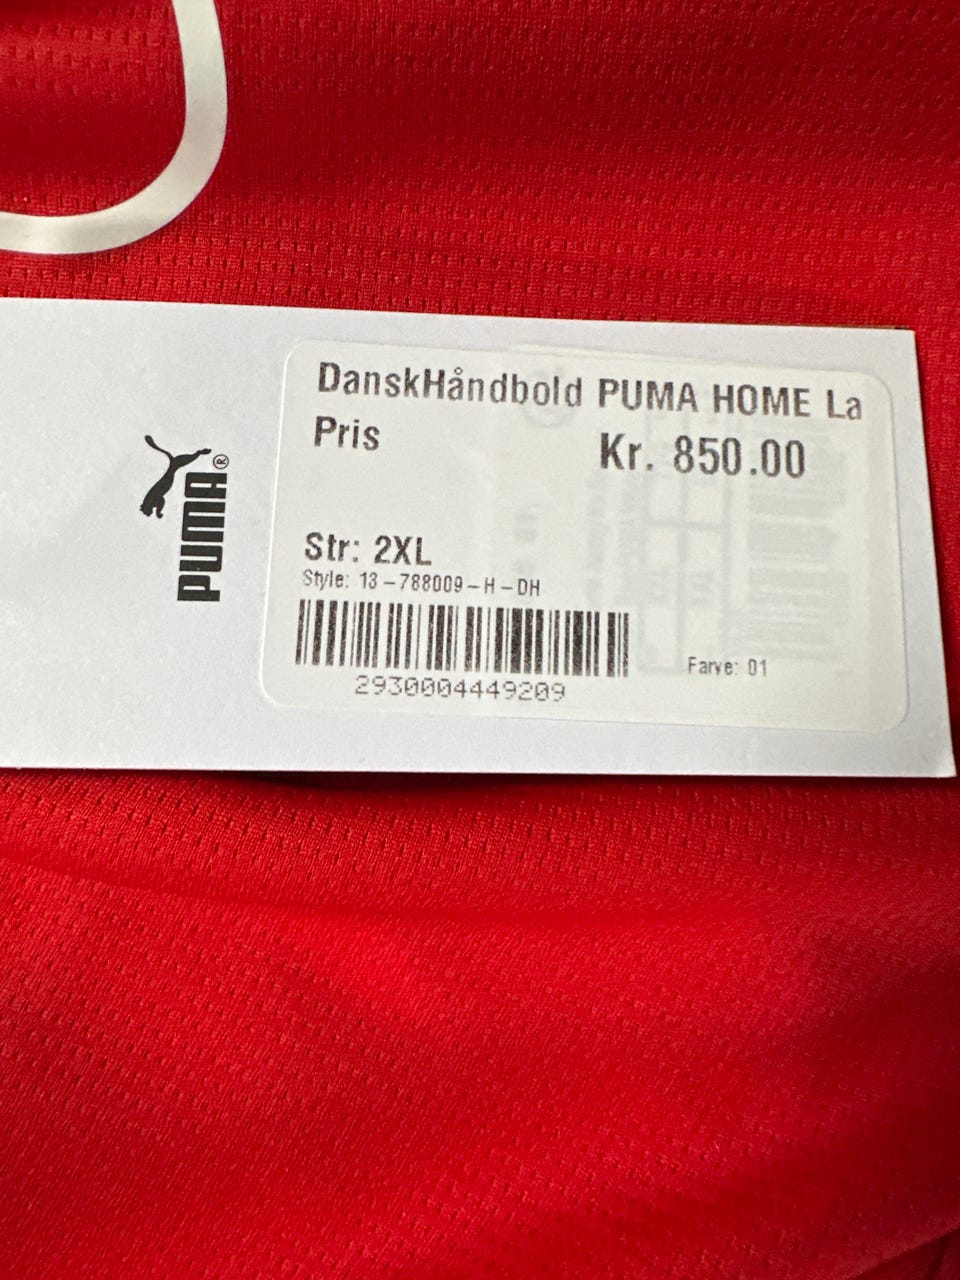 DanskHåndbold PUMA HOME La
Pris Kr. 850.00
Str: 2XL
Style: 13-788009-H-DH
Farve: 01
2930004449209
PUMA®